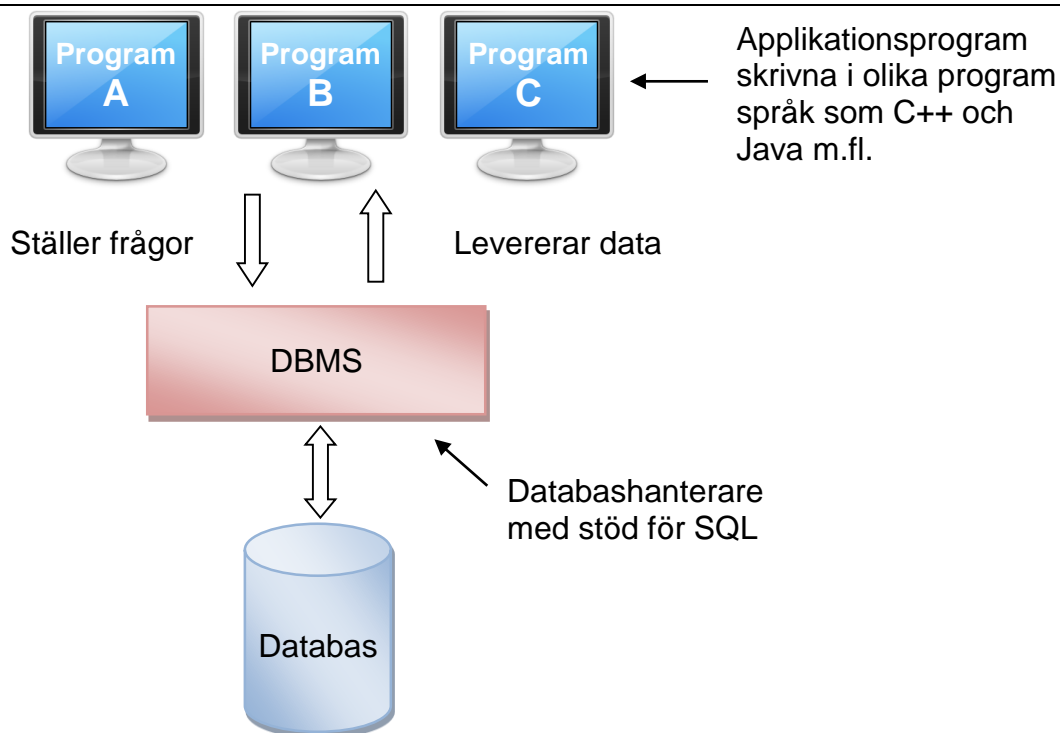 Program
A
Program
B
Program
C
Applikationsprogram
skrivna i olika program
språk som C++ och
Java m.fl.
Ställer frågor
Levererar data
DBMS
Databashanterare
med stöd för SQL
Databas